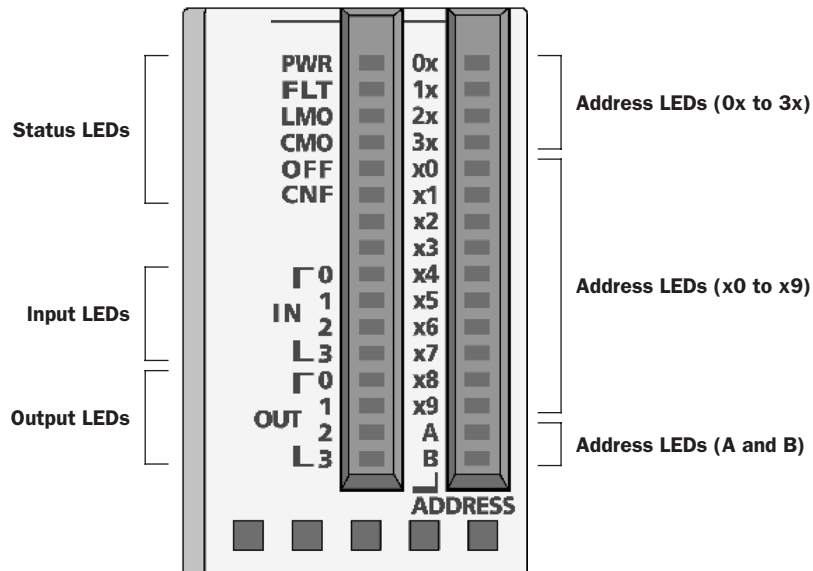 Status LEDs
Input LEDs
Output LEDs
PWR
FLT
LMO
CMO
OFF
CNF
IN
0
1
2
3
OUT
0
1
2
3
0x
1x
2x
3x
x0
x1
x2
x3
x4
x5
x6
x7
x8
x9
A
B
ADDRESS
Address LEDs (0x to 3x)
Address LEDs (x0 to x9)
Address LEDs (A and B)